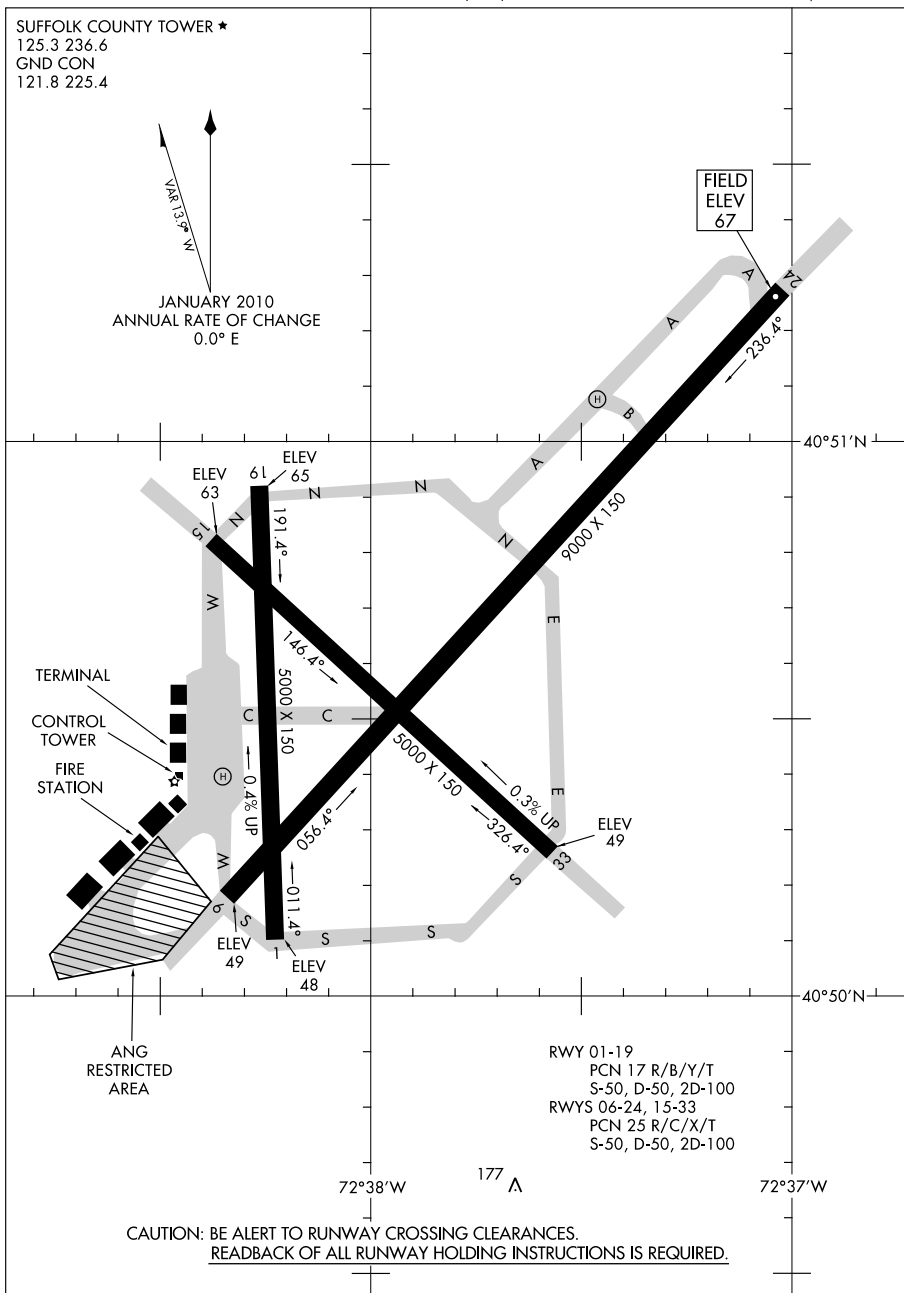 SUFFOLK COUNTY TOWER ★
125.3 236.6
GND CON
121.8 225.4
VAR 13.9° W
JANUARY 2010
ANNUAL RATE OF CHANGE
0.0° E
FIELD
ELEV
67
A
24
A
236.4°
H
B
40°51'N
A
9000 X 150
ELEV
63
19
ELEV
65
N
N
N
15
191.4°
N
W
E
146.4°
TERMINAL
5000 X 150
C
C
CONTROL
TOWER
5000 X 150
FIRE
STATION
H
0.4% UP
0.3% UP
E
056.4°
326.4°
ELEV
49
33
W
S
011.4°
6
S
S
S
1
ELEV
49
ELEV
48
40°50'N
ANG
RESTRICTED
AREA
RWY 01-19
PCN 17 R/B/Y/T
S-50, D-50, 2D-100
RWYS 06-24, 15-33
PCN 25 R/C/X/T
S-50, D-50, 2D-100
177
72°38'W
72°37'W
CAUTION: BE ALERT TO RUNWAY CROSSING CLEARANCES.
READBACK OF ALL RUNWAY HOLDING INSTRUCTIONS IS REQUIRED.